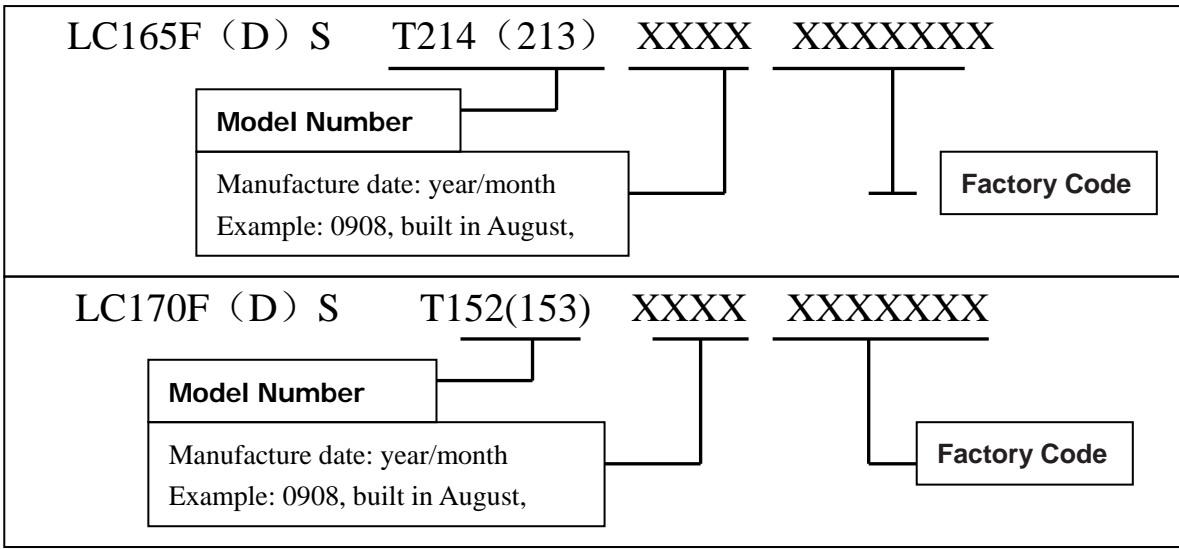 LC165F（D）S T214（213） XXXX XXXXXXX
Model Number
Manufacture date: year/month
Example: 0908, built in August,
Factory Code
LC170F（D）S T152(153) XXXX XXXXXXX
Model Number
Manufacture date: year/month
Example: 0908, built in August,
Factory Code